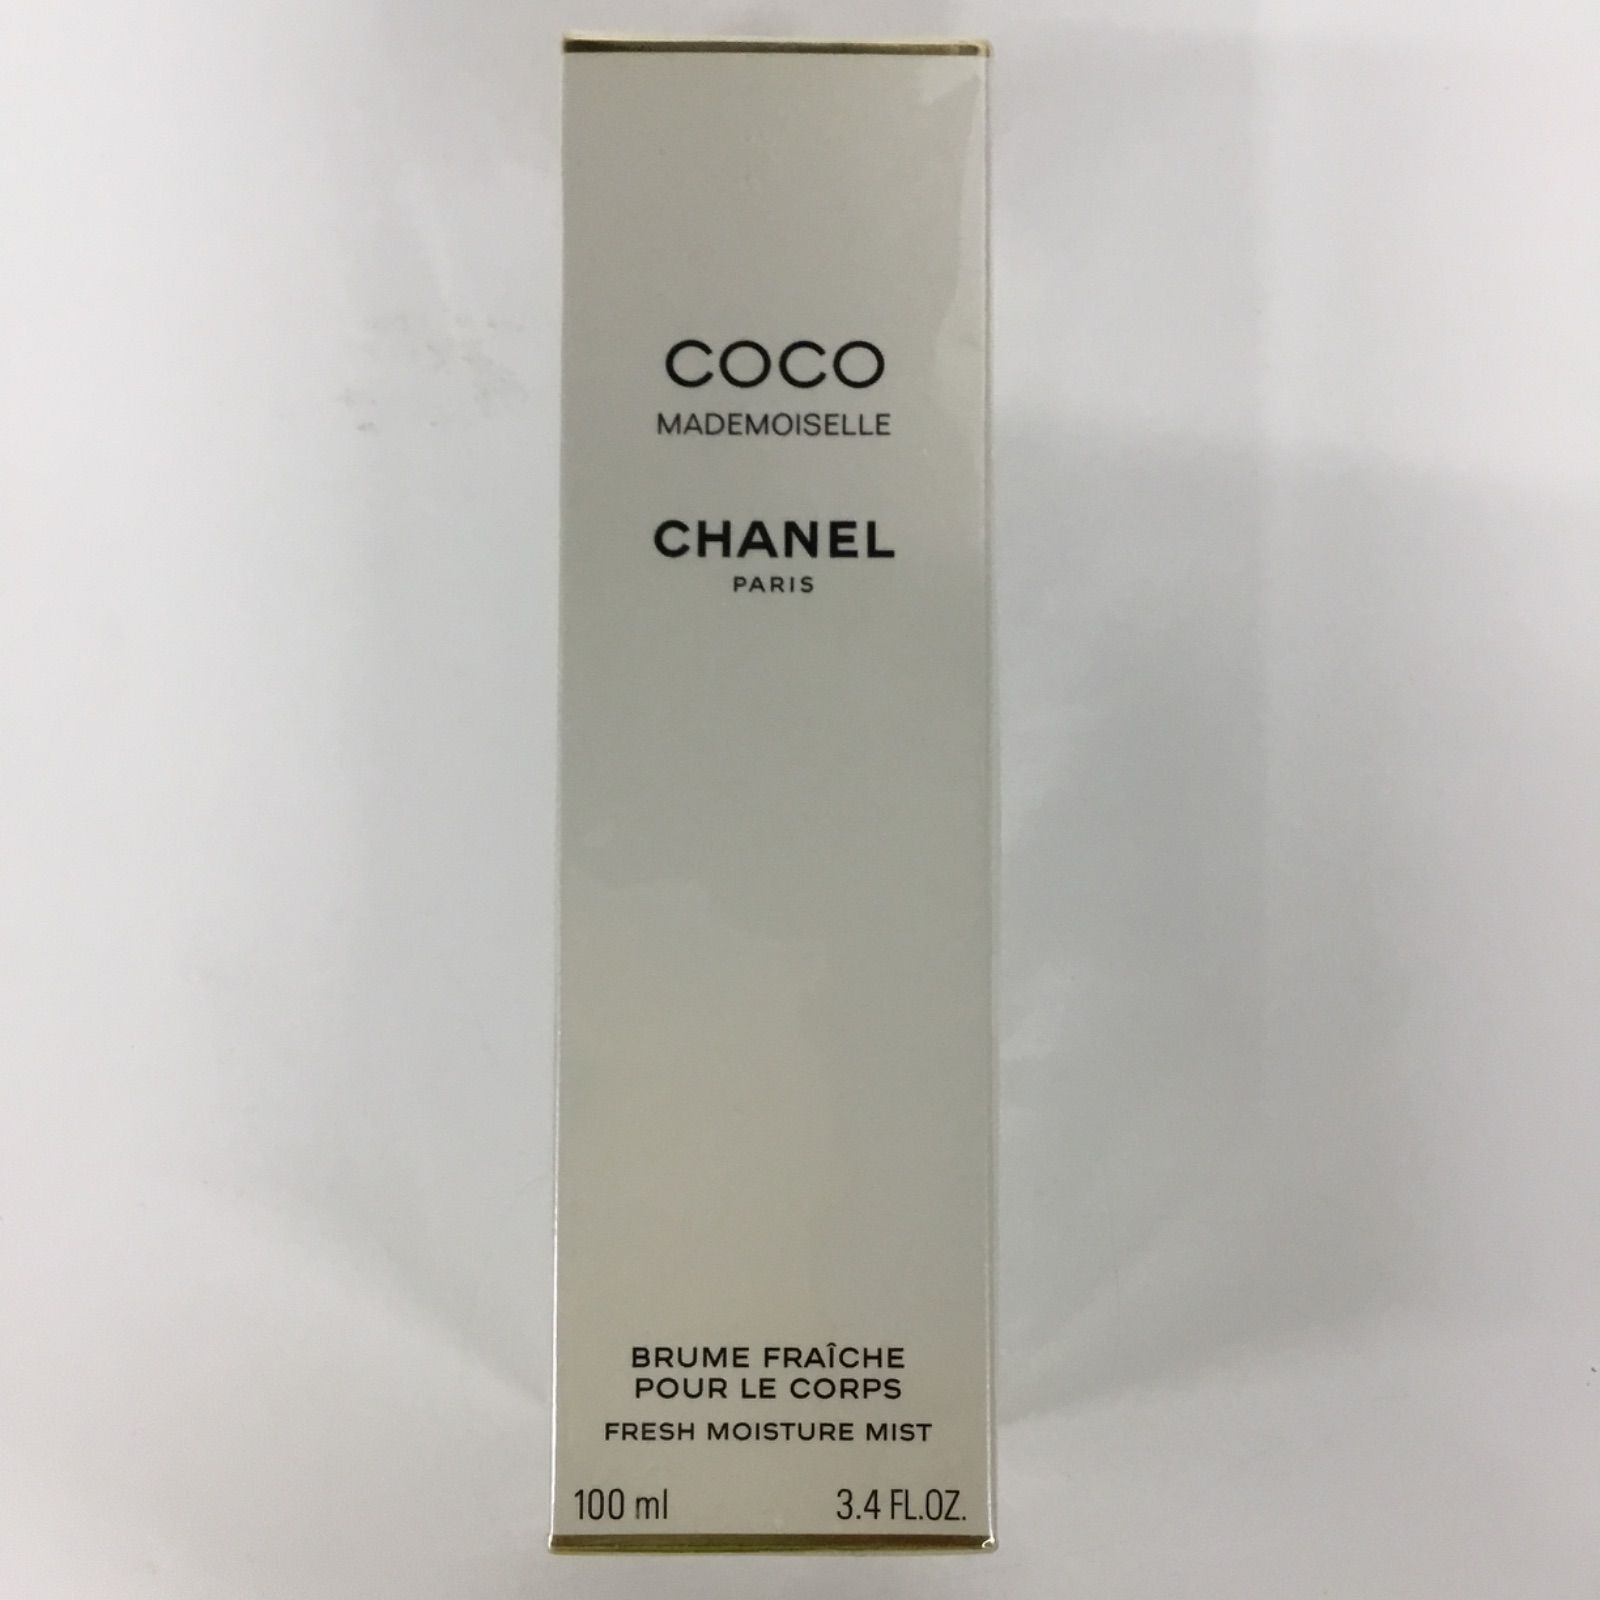 COCO
MADEMOISELLE
CHANEL
PARIS
BRUME FRAÎCHE
POUR LE CORPS
FRESH MOISTURE MIST
100 ml 3.4 FL.OZ.